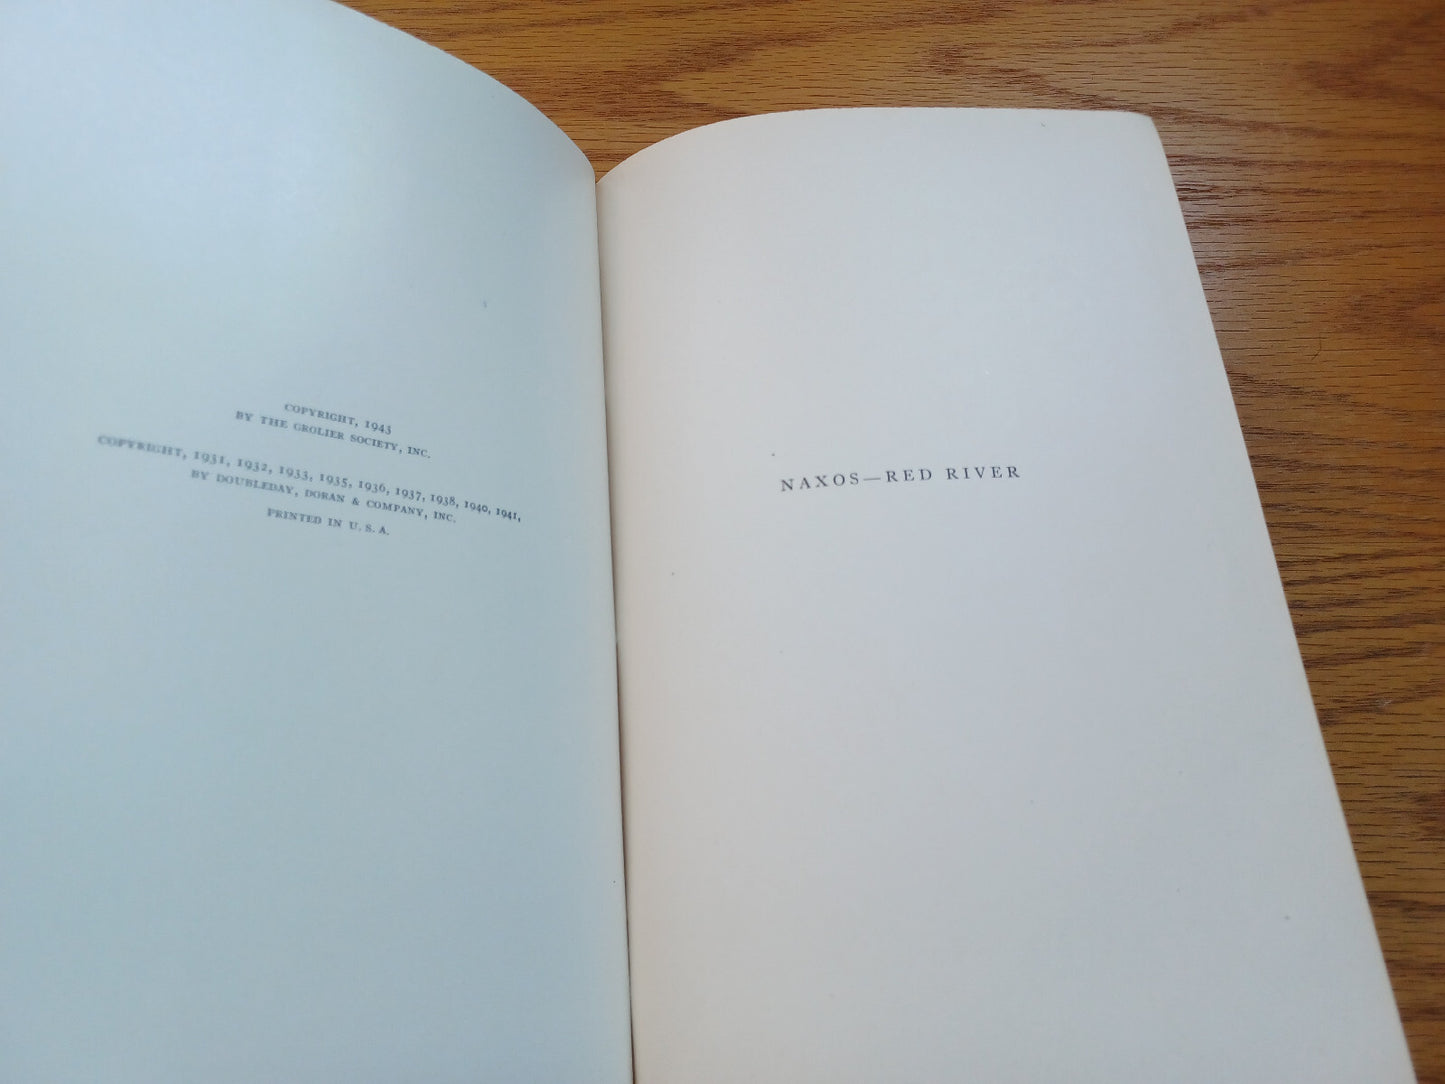 COPYRIGHT, 1943
BY THE GROLIER SOCIETY, INC.
COPYRIGHT, 1931, 1932, 1933, 1935, 1936, 1937, 1938, 1940, 1941,
BY DOUBLEDAY, DORAN & COMPANY, INC.
PRINTED IN U. S. A.
NAXOS—RED RIVER